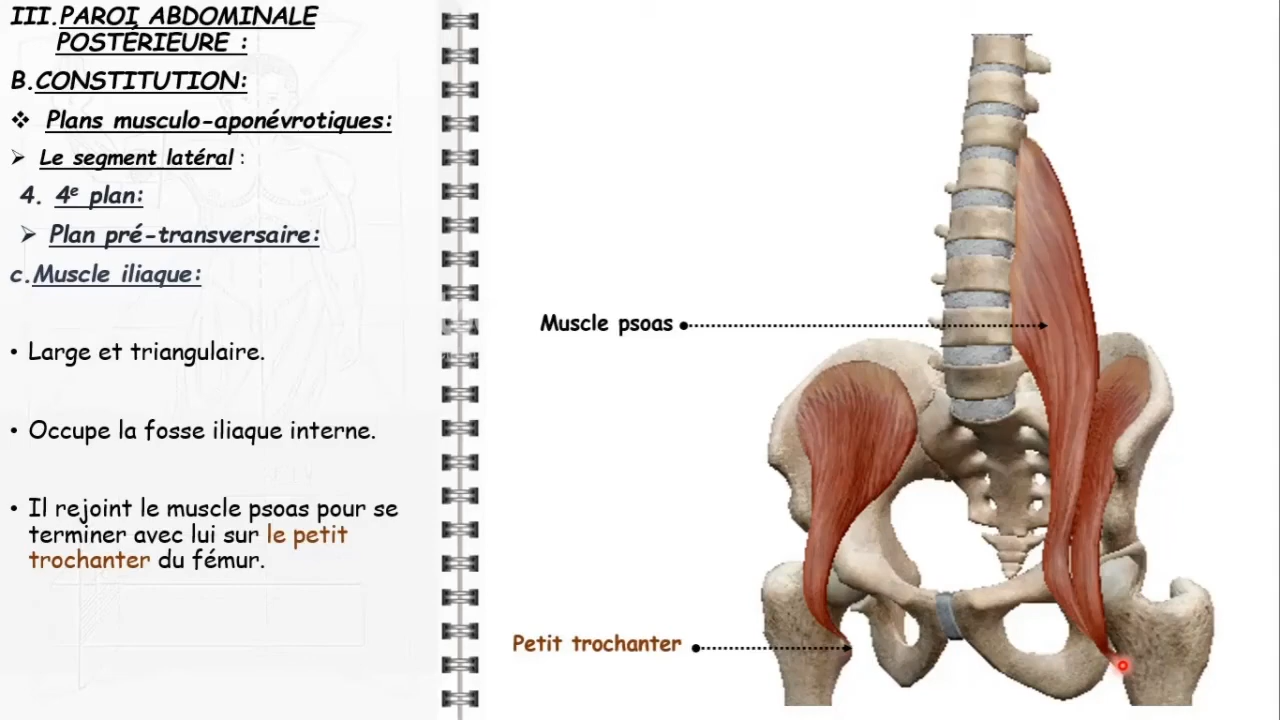 III.PAROI ABDOMINALE
POSTÉRIEURE :
B.CONSTITUTION:
❖ Plans musculo-aponévrotiques:
➢ Le segment latéral :
4. 4e plan:
➢ Plan pré-transversaire:
c.Muscle iliaque:
• Large et triangulaire.
• Occupe la fosse iliaque interne.
• Il rejoint le muscle psoas pour se
terminer avec lui sur le petit
trochanter du fémur.
Muscle psoas
Petit trochanter